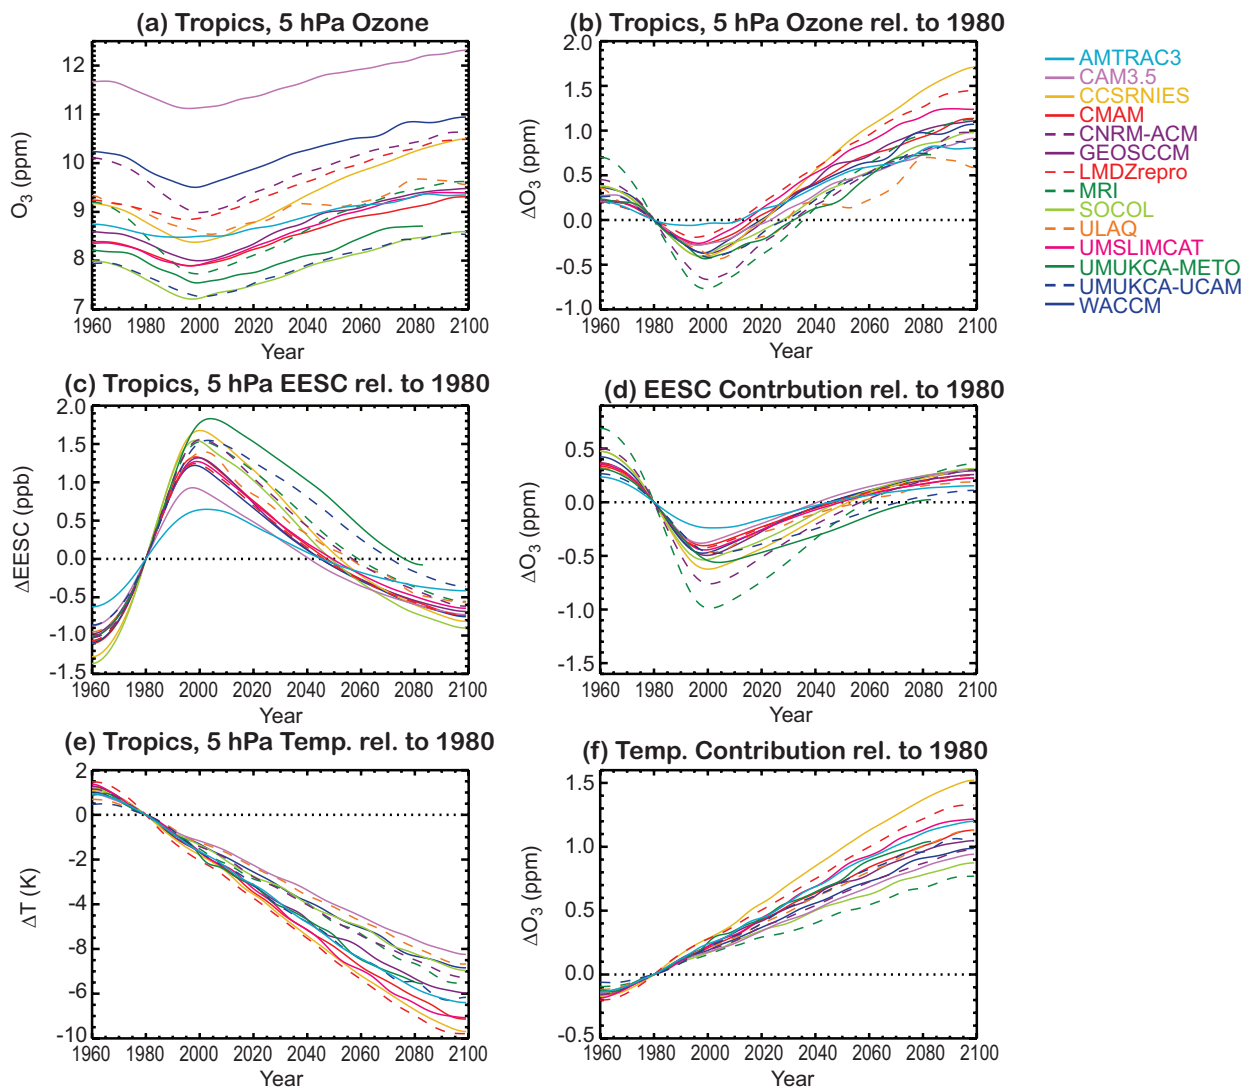 (a) Tropics, 5 hPa Ozone
(b) Tropics, 5 hPa Ozone rel. to 1980
12
11
10
9
8
7
O3 (ppm)
1960 1980 2000 2020 2040 2060 2080 2100
Year
2.0
1.5
1.0
0.5
0.0
-0.5
-1.0
ΔO3 (ppm)
1960 1980 2000 2020 2040 2060 2080 2100
Year
AMTRAC3
CAM3.5
CCSRNIES
CMAM
CNRM-ACM
GEOSCCM
LMDZrepro
MRI
SOCOL
ULAQ
UMSLIMCAT
UMUKCA-METO
UMUKCA-UCAM
WACCM
(c) Tropics, 5 hPa EESC rel. to 1980
(d) EESC Contrbution rel. to 1980
2.0
1.5
1.0
0.5
0.0
-0.5
-1.0
-1.5
ΔEESC (ppb)
1960 1980 2000 2020 2040 2060 2080 2100
Year
0.5
0.0
-0.5
-1.0
-1.5
ΔO3 (ppm)
1960 1980 2000 2020 2040 2060 2080 2100
Year
(e) Tropics, 5 hPa Temp. rel. to 1980
(f) Temp. Contribution rel. to 1980
2
0
-2
-4
-8
-6
-10
ΔT (K)
1960 1980 2000 2020 2040 2060 2080 2100
Year
1.5
1.0
0.5
0.0
-0.5
ΔO3 (ppm)
1960 1980 2000 2020 2040 2060 2080 2100
Year